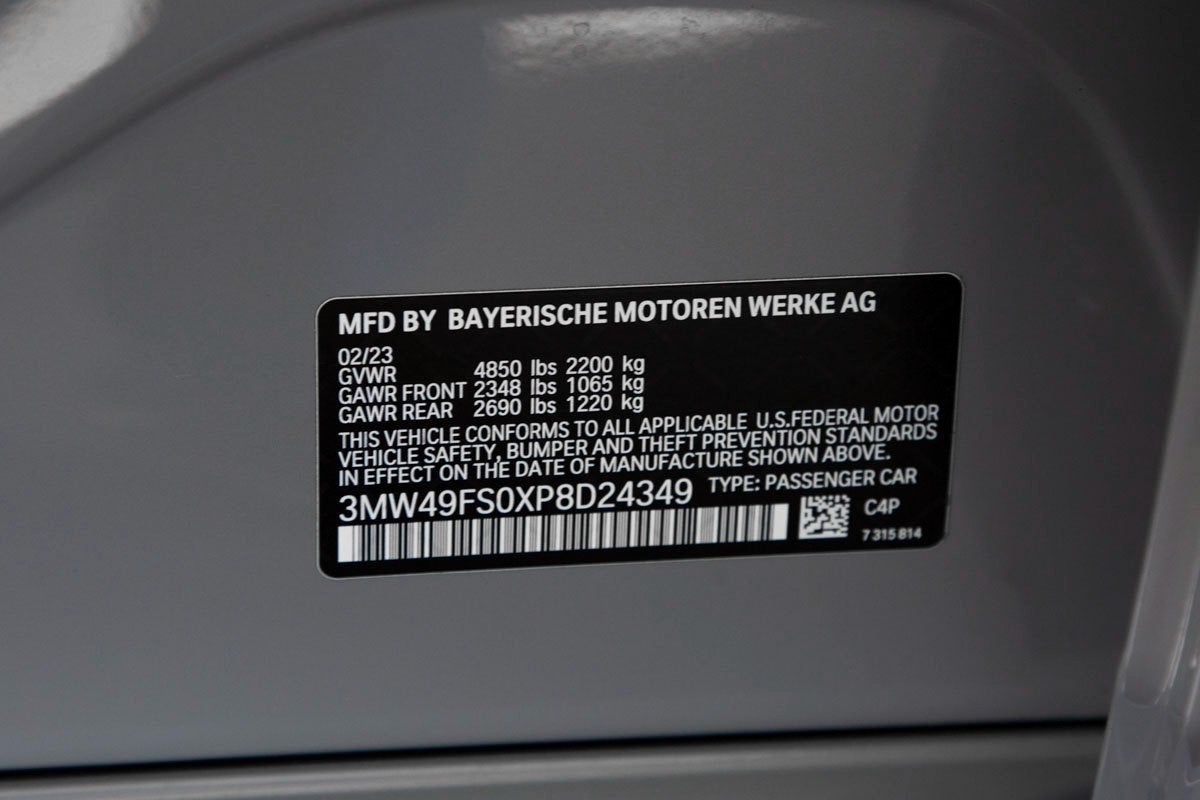 MFD BY BAYERISCHE MOTOREN WERKE AG
02/23
GVWR 4850 lbs 2200 kg
GAWR FRONT 2348 lbs 1065 kg
GAWR REAR 2690 lbs 1220 kg
THIS VEHICLE CONFORMS TO ALL APPLICABLE U.S.FEDERAL MOTOR
VEHICLE SAFETY, BUMPER AND THEFT PREVENTION STANDARDS
IN EFFECT ON THE DATE OF MANUFACTURE SHOWN ABOVE.
3MW49FS0XP8D24349 TYPE: PASSENGER CAR
C4P
7 315 814